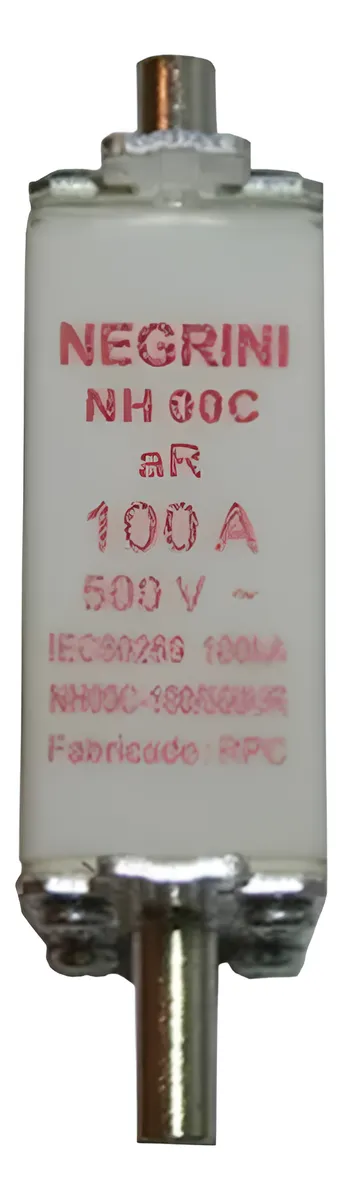 NEGRINI
NH 00C
aR
100 A
500 V ~
IEC60269 100kA
Fabricado: RPC